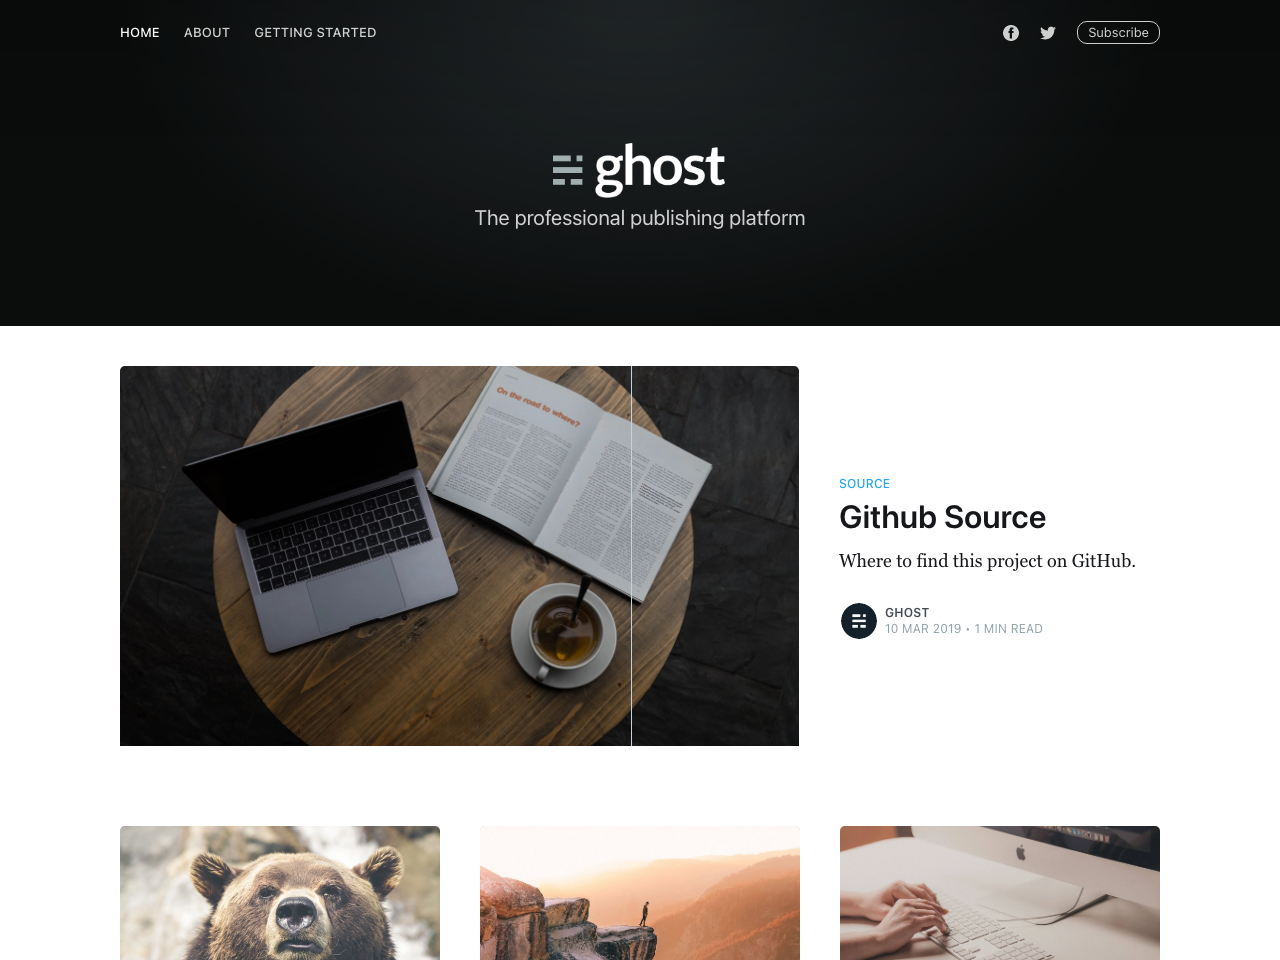 HOME ABOUT GETTING STARTED Subscribe
ghost
The professional publishing platform
On the road to where?
SOURCE
Github Source
Where to find this project on GitHub.
GHOST
10 MAR 2019 • 1 MIN READ